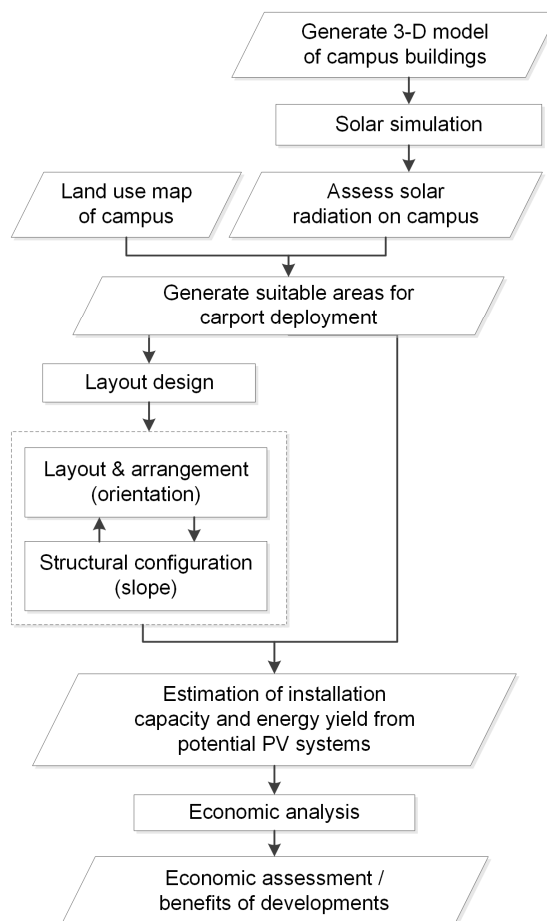 Generate 3-D model
of campus buildings
Solar simulation
Land use map
of campus
Assess solar
radiation on campus
Generate suitable areas for
carport deployment
Layout design
Layout & arrangement
(orientation)
Structural configuration
(slope)
Estimation of installation
capacity and energy yield from
potential PV systems
Economic analysis
Economic assessment /
benefits of developments